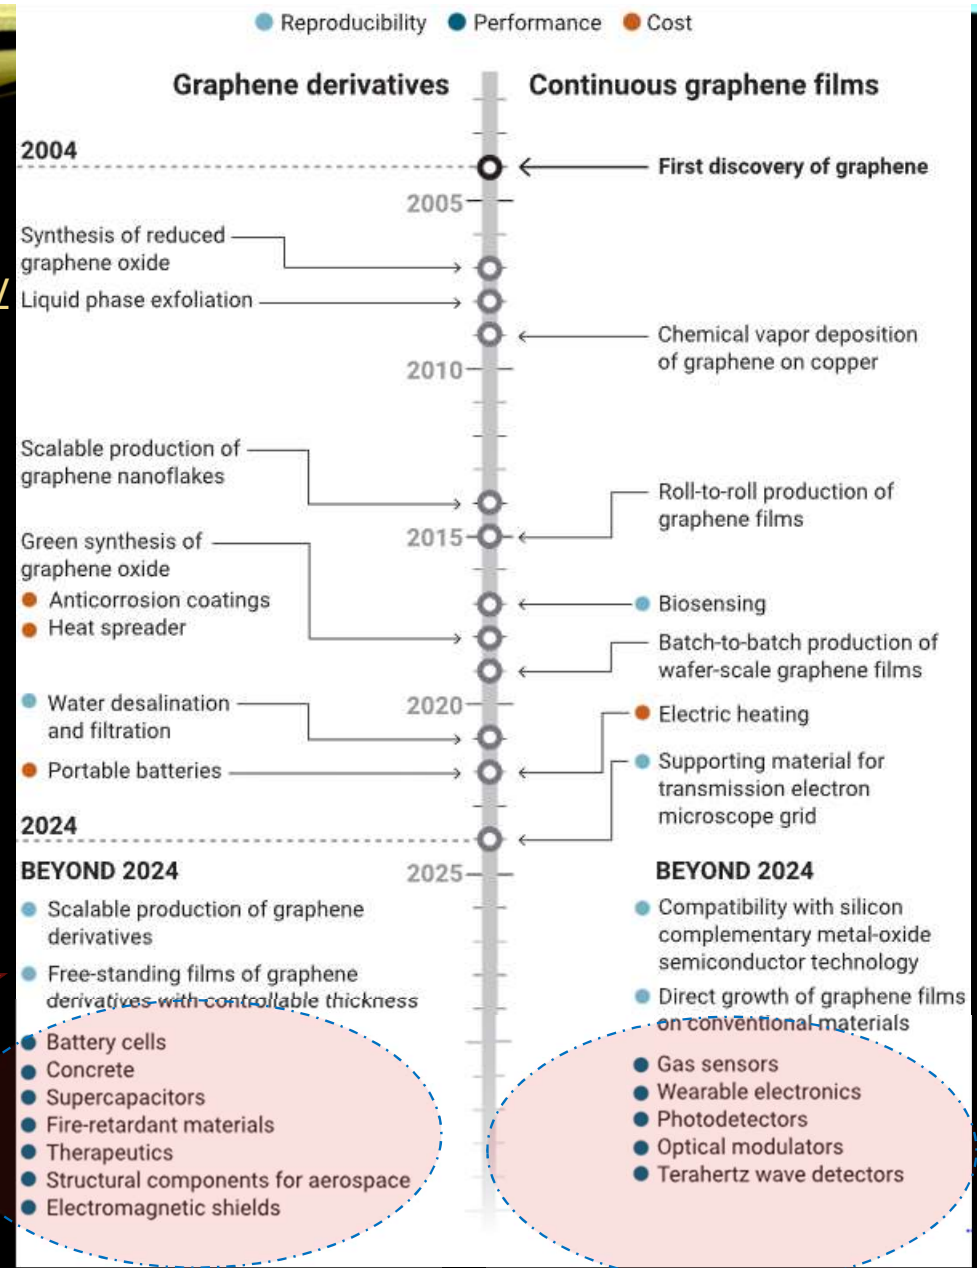 Reproducibility Performance Cost
Graphene derivatives
Continuous graphene films
2004
First discovery of graphene
2005
Synthesis of reduced
graphene oxide
Liquid phase exfoliation
Chemical vapor deposition
of graphene on copper
2010
Scalable production of
graphene nanoflakes
Roll-to-roll production of
graphene films
2015
Green synthesis of
graphene oxide
Anticorrosion coatings
Heat spreader
Biosensing
Batch-to-batch production of
wafer-scale graphene films
Water desalination
and filtration
2020
Electric heating
Portable batteries
Supporting material for
transmission electron
microscope grid
2024
BEYOND 2024
2025
Scalable production of graphene
derivatives
Free-standing films of graphene
derivatives with controllable thickness
Battery cells
Concrete
Supercapacitors
Fire-retardant materials
Therapeutics
Structural components for aerospace
Electromagnetic shields
BEYOND 2024
Compatibility with silicon
complementary metal-oxide
semiconductor technology
Direct growth of graphene films
on conventional materials
Gas sensors
Wearable electronics
Photodetectors
Optical modulators
Terahertz wave detectors